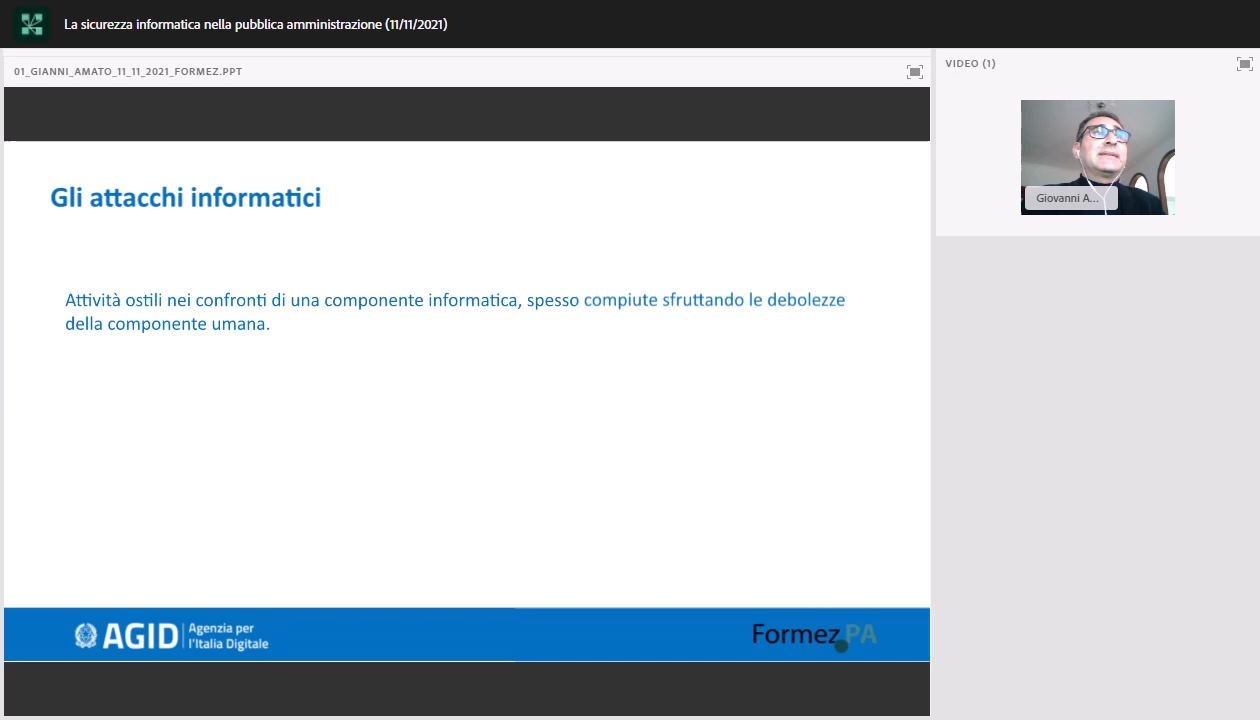 La sicurezza informatica nella pubblica amministrazione (11/11/2021)
01_GIANNI_AMATO_11_11_2021_FORMEZ.PPT
VIDEO (1)
Giovanni A...
Gli attacchi informatici
Attività ostili nei confronti di una componente informatica, spesso compiute sfruttando le debolezze
della componente umana.
AGID
Agenzia per
l'Italia Digitale
Formez PA